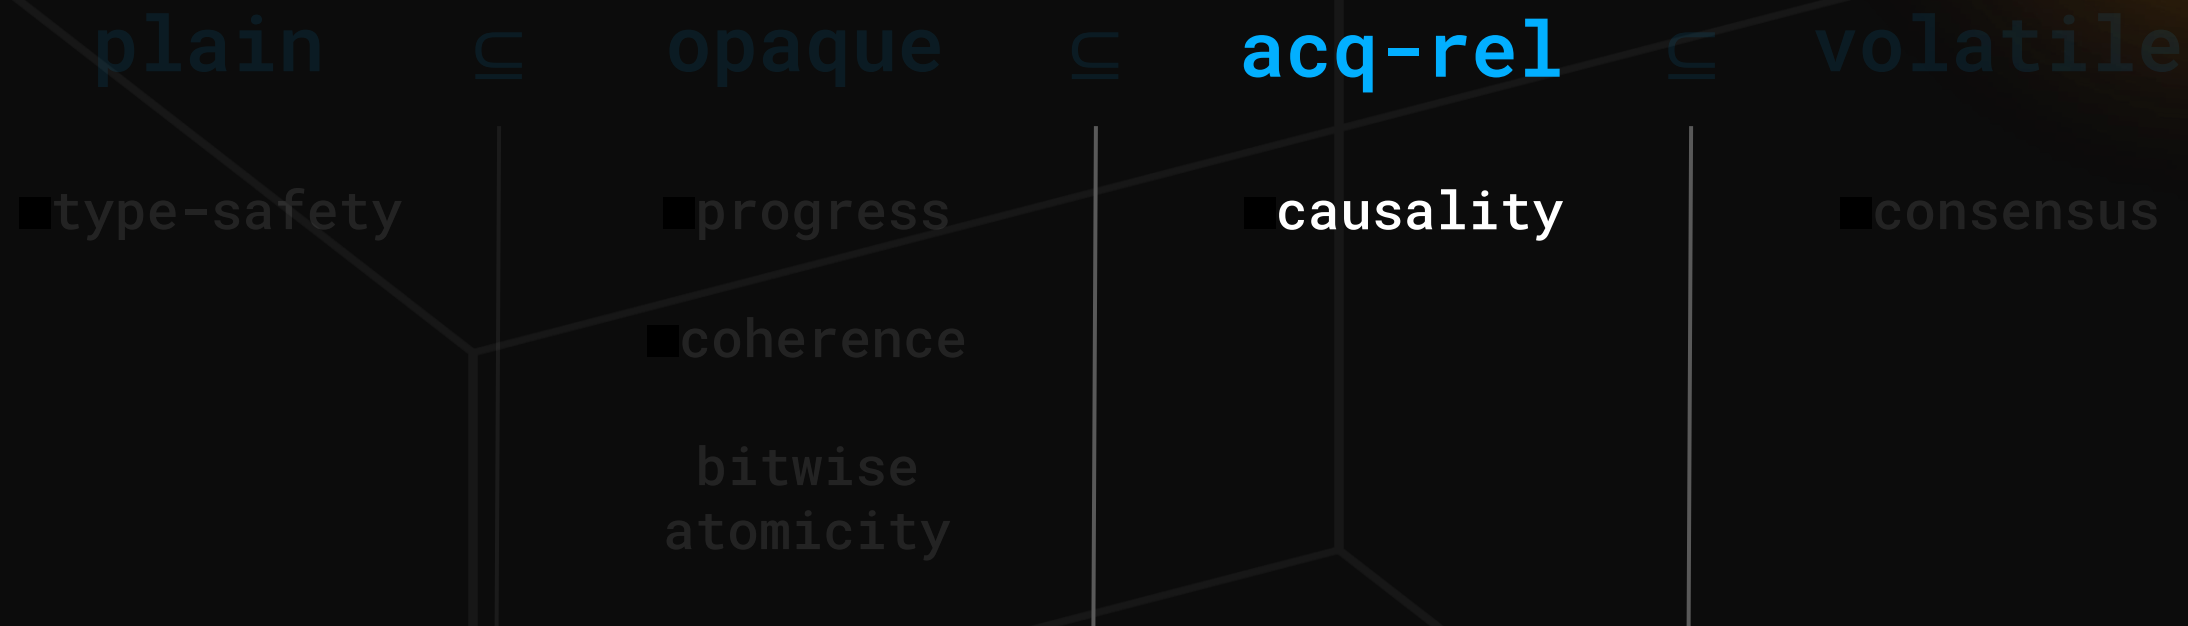 plain ⊆ opaque ⊆ acq-rel ⊆ volatile
type-safety progress causality consensus
coherence
bitwise
atomicity